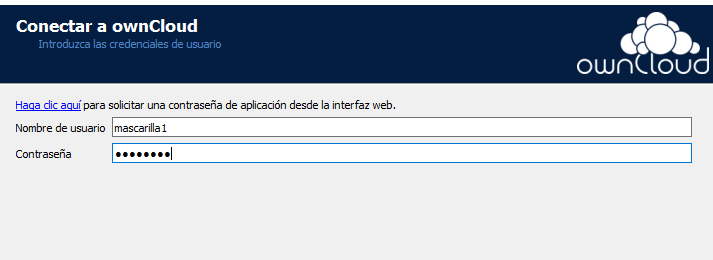 Conectar a ownCloud
Introduzca las credenciales de usuario
ownCloud
Haga clic aquí para solicitar una contraseña de aplicación desde la interfaz web.
Nombre de usuario mascarilla1
Contraseña ●●●●●●●●